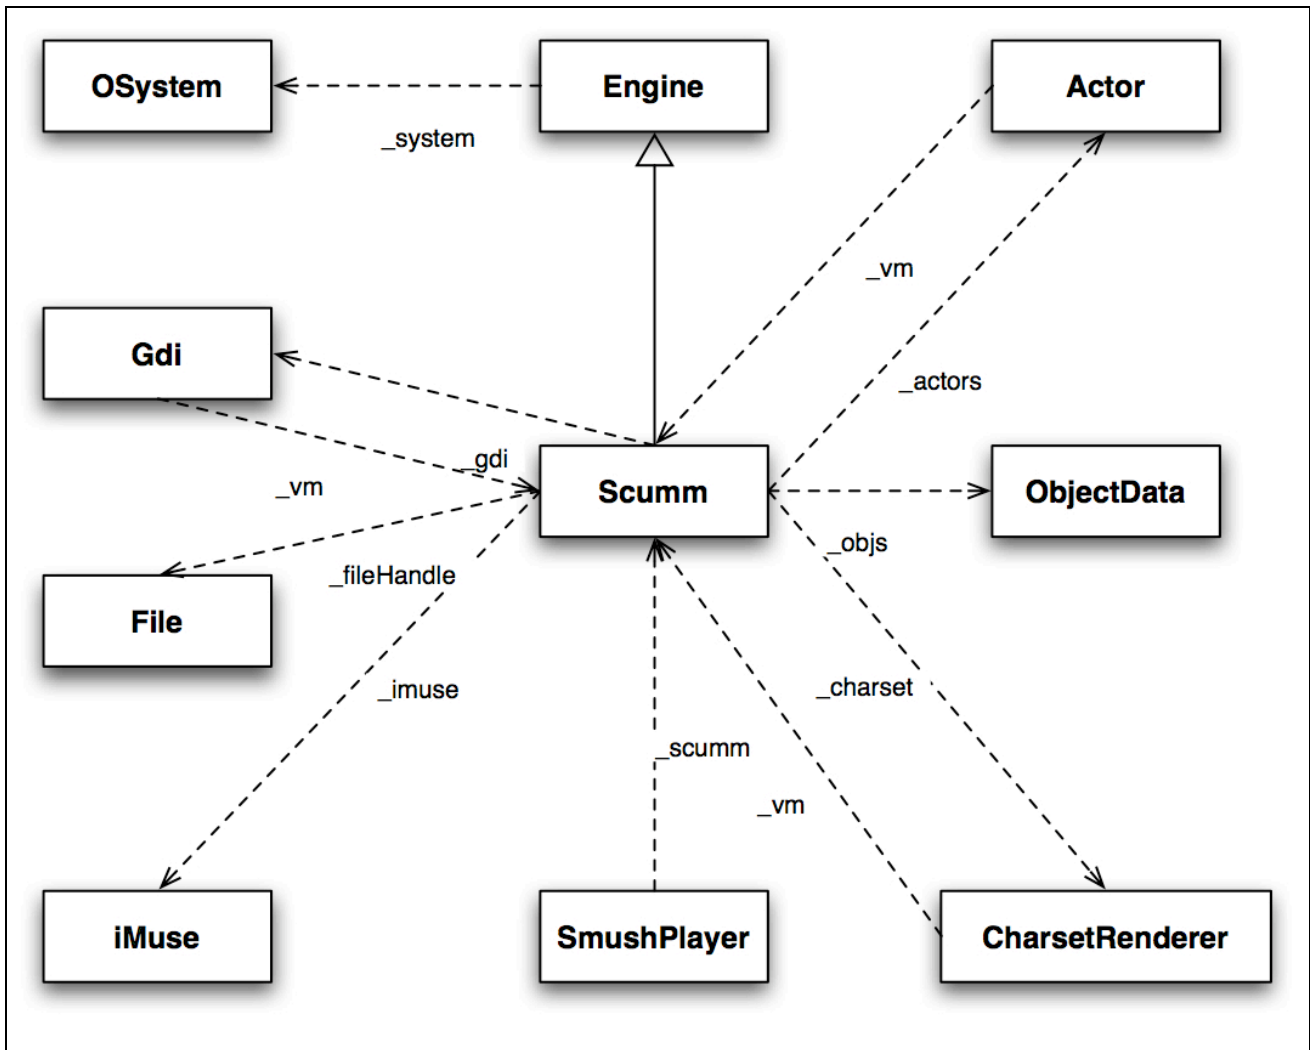 OSystem
Engine
Actor
_system
_vm
Gdi
_actors
_gdi
_vm
Scumm
ObjectData
_objs
_fileHandle
File
_imuse
_charset
_scumm
_vm
iMuse
SmushPlayer
CharsetRenderer